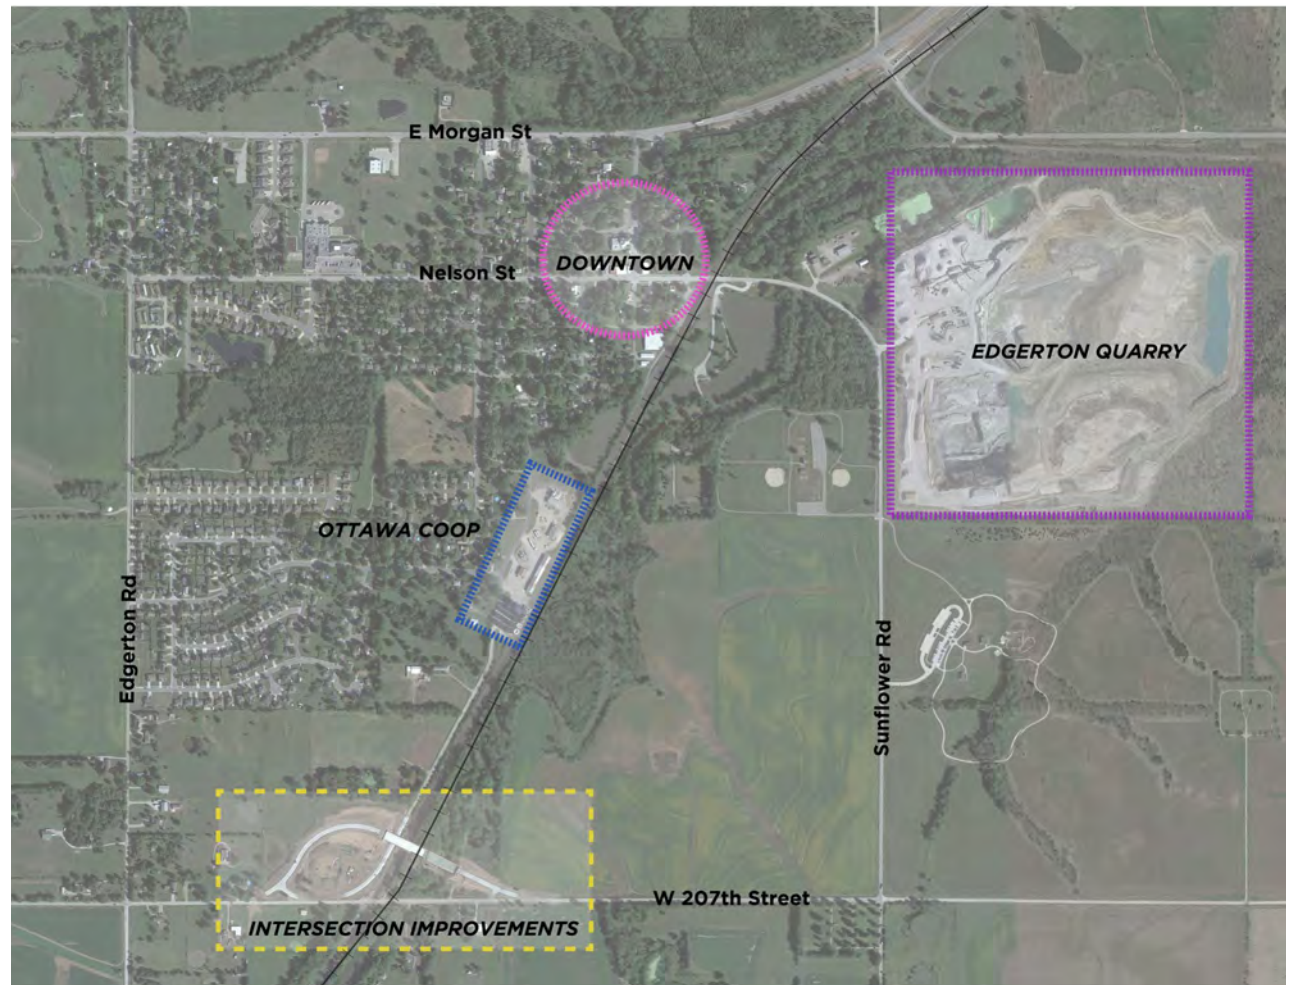 E Morgan St
DOWNTOWN
Nelson St
EDGERTON QUARRY
OTTAWA COOP
Edgerton Rd
Sunflower Rd
W 207th Street
INTERSECTION IMPROVEMENTS